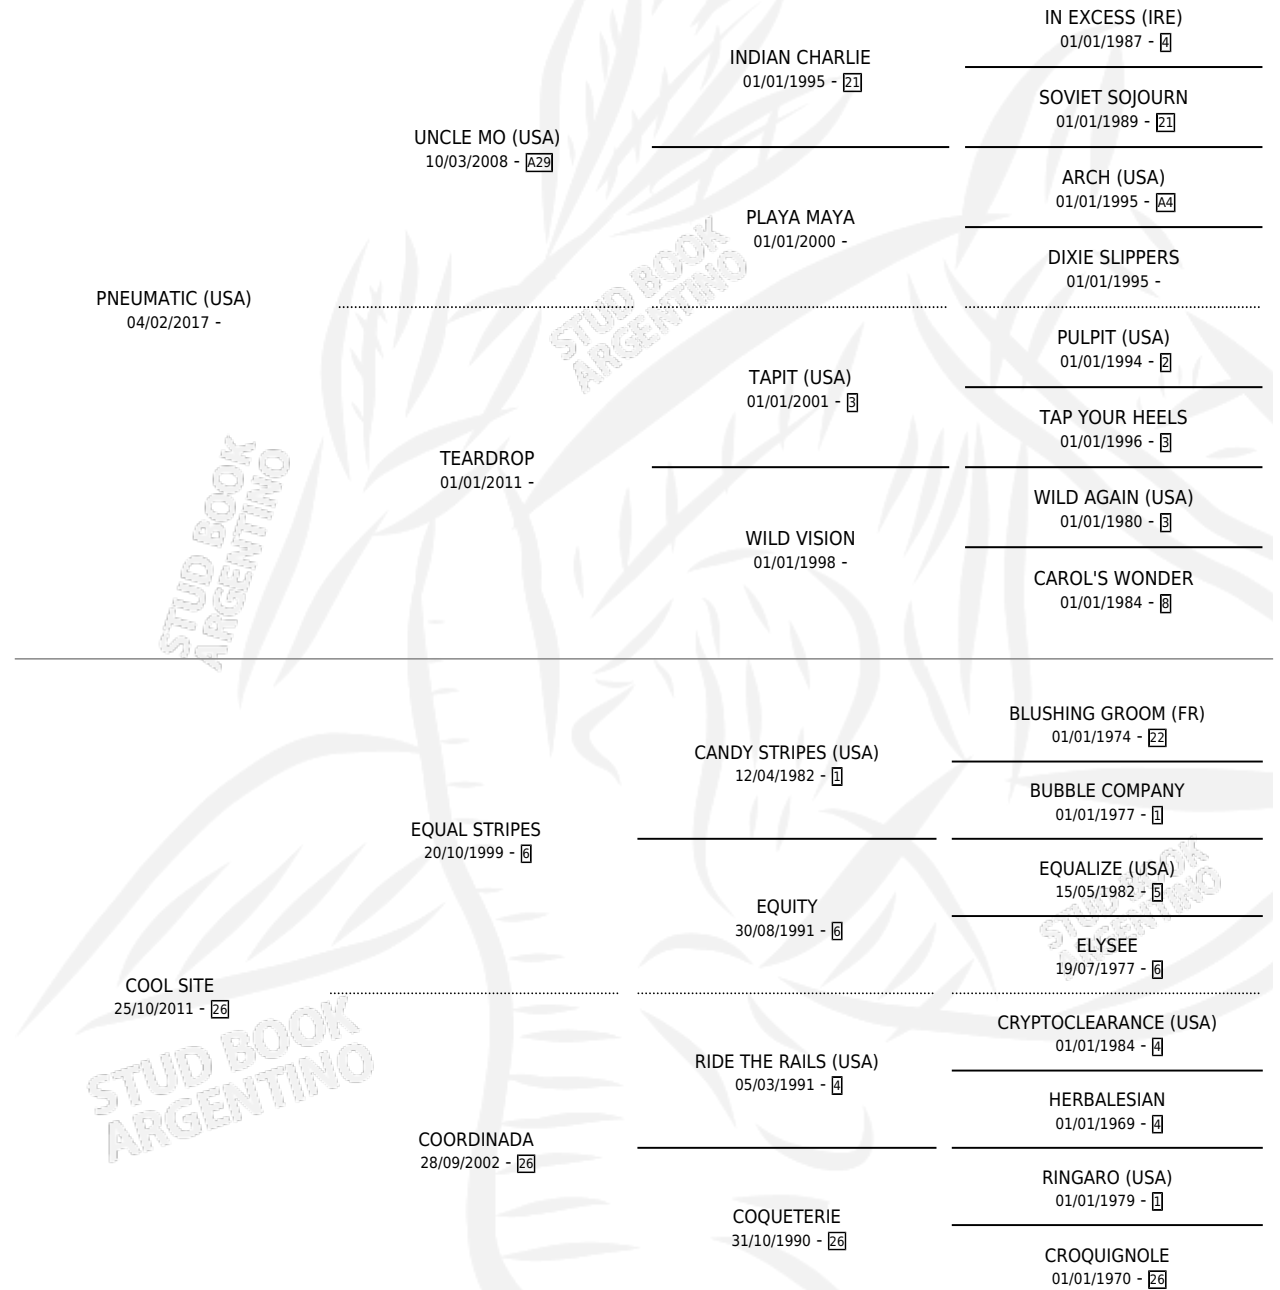 IN EXCESS (IRE)
01/01/1987 - 4
INDIAN CHARLIE
01/01/1995 - 21
SOVIET SOJOURN
01/01/1989 - 21
UNCLE MO (USA)
10/03/2008 - A29
ARCH (USA)
01/01/1995 - A4
PLAYA MAYA
01/01/2000 -
DIXIE SLIPPERS
01/01/1995 -
PNEUMATIC (USA)
04/02/2017 -
PULPIT (USA)
01/01/1994 - 2
TAPIT (USA)
01/01/2001 - 3
TAP YOUR HEELS
01/01/1996 - 3
TEARDROP
01/01/2011 -
WILD AGAIN (USA)
01/01/1980 - 3
WILD VISION
01/01/1998 -
CAROL'S WONDER
01/01/1984 - 8
BLUSHING GROOM (FR)
01/01/1974 - 22
CANDY STRIPES (USA)
12/04/1982 - 1
BUBBLE COMPANY
01/01/1977 - 1
EQUAL STRIPES
20/10/1999 - 6
EQUALIZE (USA)
15/05/1982 - 5
EQUITY
30/08/1991 - 6
ELYSEE
19/07/1977 - 6
COOL SITE
25/10/2011 - 26
CRYPTOCLEARANCE (USA)
01/01/1984 - 4
RIDE THE RAILS (USA)
05/03/1991 - 4
HERBALESIAN
01/01/1969 - 4
COORDINADA
28/09/2002 - 26
RINGARO (USA)
01/01/1979 - 1
COQUETERIE
31/10/1990 - 26
CROQUIGNOLE
01/01/1970 - 26
STUD BOOK
ARGENTINO
STUD BOOK
ARGENTINO
STUD BOOK
ARGENTINO
STUD BOOK
ARGENTINO